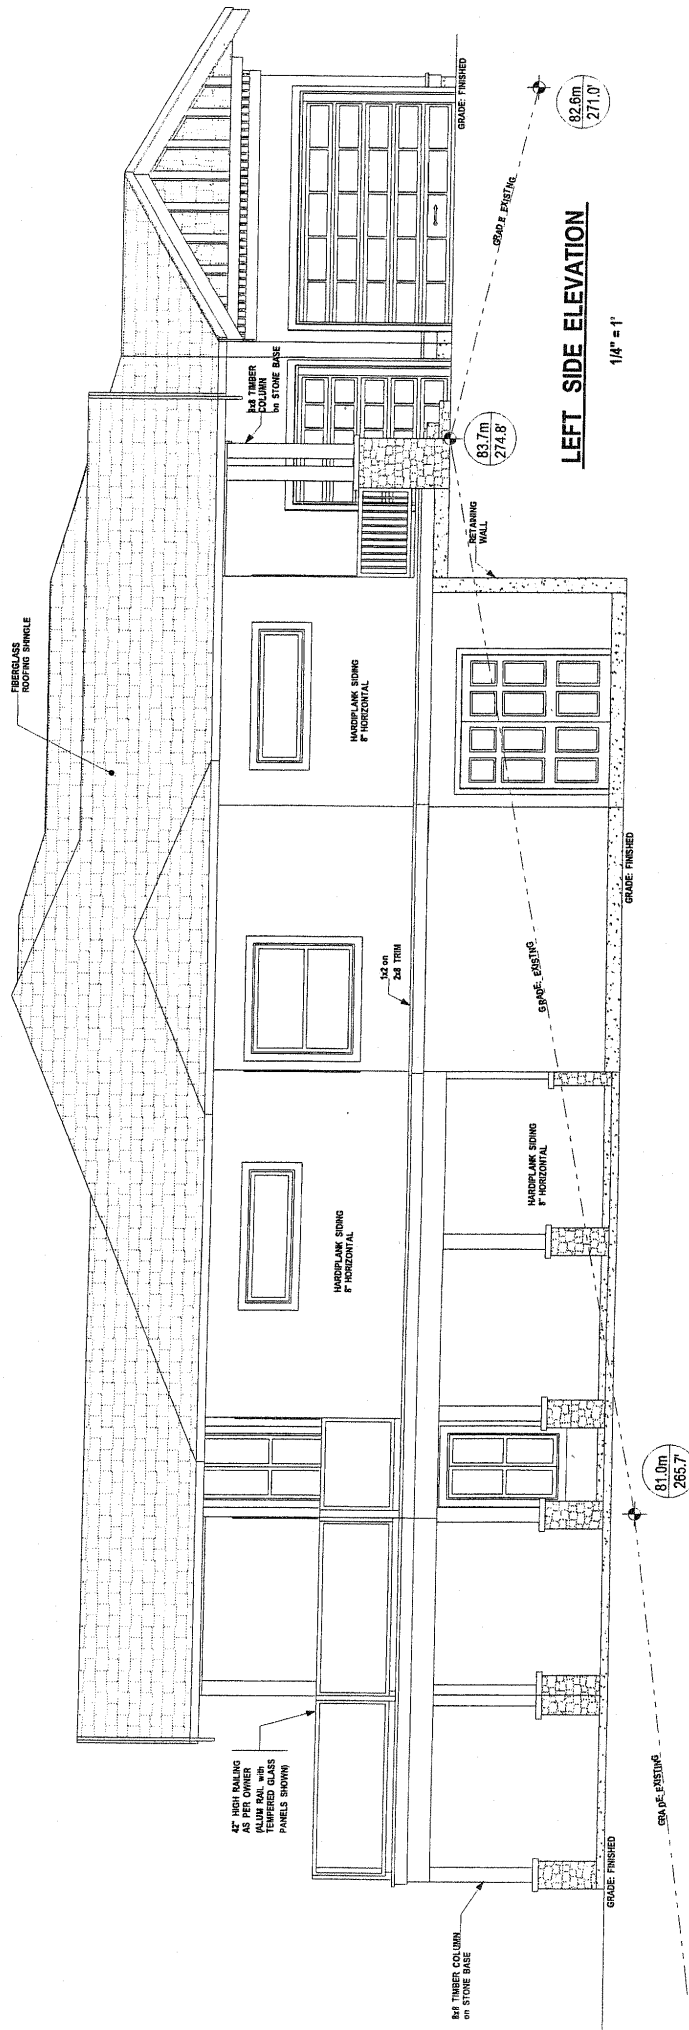 FIBERGLASS
ROOFING SHINGLE
42" HIGH RAILING
AS PER OWNER
(ALUM RAIL with
TEMPERED GLASS
PANELS SHOWN)
8x8 TIMBER
COLUMN
on STONE BASE
HARDIPLANK SIDING
8" HORIZONTAL
HARDIPLANK SIDING
8" HORIZONTAL
1x2 on
2x8 TRIM
HARDIPLANK SIDING
8" HORIZONTAL
8x8 TIMBER COLUMN
on STONE BASE
RETAINING
WALL
GRADE: FINISHED
GRADE: FINISHED
GRADE: FINISHED
GRADE: EXISTING
GRADE: EXISTING
GRADE: EXISTING
81.0m
265.7'
83.7m
274.8'
82.6m
271.0'
LEFT SIDE ELEVATION
1/4" = 1'